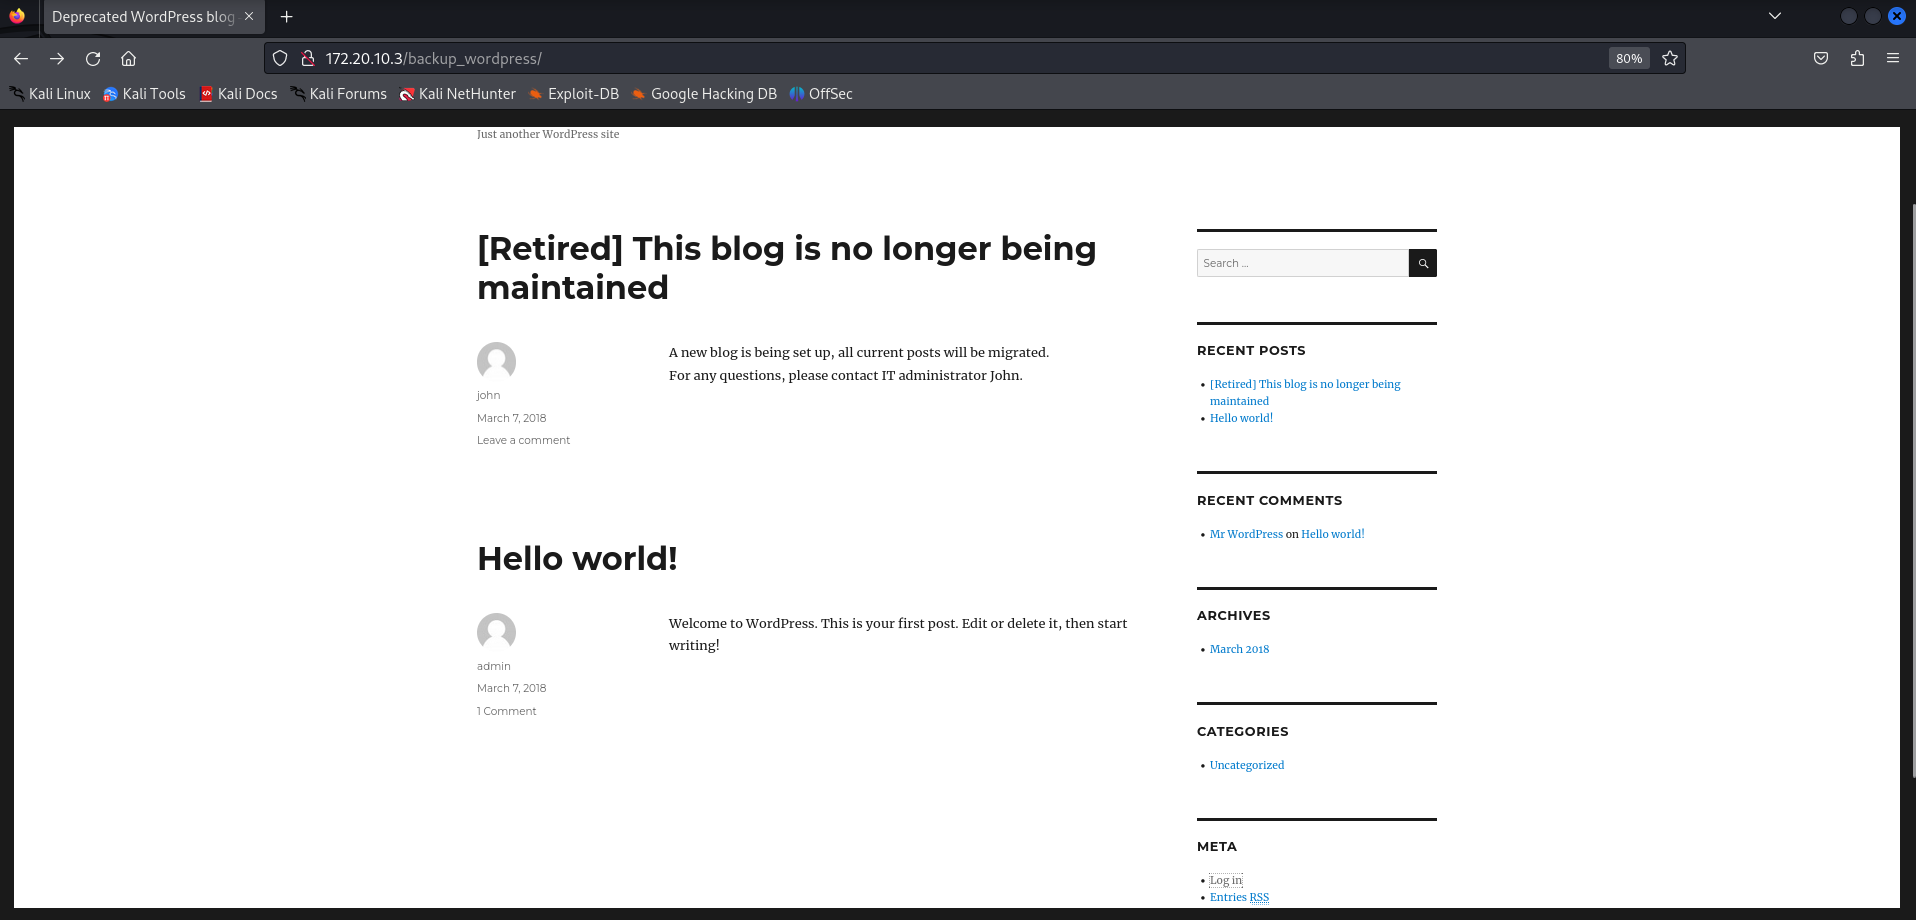 Deprecated WordPress blog
172.20.10.3/backup_wordpress/
80%
Kali Linux
Kali Tools
Kali Docs
Kali Forums
Kali NetHunter
Exploit-DB
Google Hacking DB
OffSec
Just another WordPress site
[Retired] This blog is no longer being
maintained
john
March 7, 2018
Leave a comment
A new blog is being set up, all current posts will be migrated.
For any questions, please contact IT administrator John.
Hello world!
admin
March 7, 2018
1 Comment
Welcome to WordPress. This is your first post. Edit or delete it, then start
writing!
Search …
RECENT POSTS
[Retired] This blog is no longer being
maintained
Hello world!
RECENT COMMENTS
Mr WordPress on Hello world!
ARCHIVES
March 2018
CATEGORIES
Uncategorized
META
Log in
Entries RSS